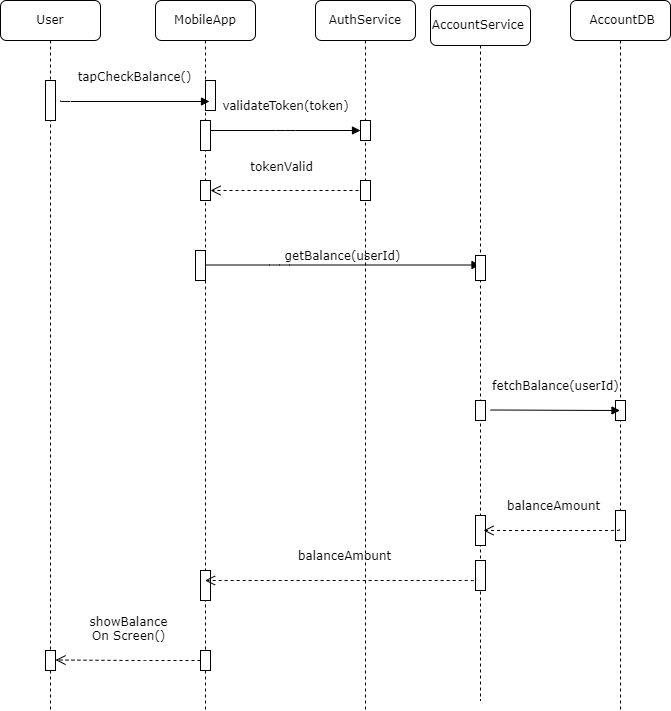 User
MobileApp
AuthService
AccountService
AccountDB
tapCheckBalance()
validateToken(token)
tokenValid
getBalance(userId)
fetchBalance(userId)
balanceAmount
balanceAmount
showBalance
On Screen()